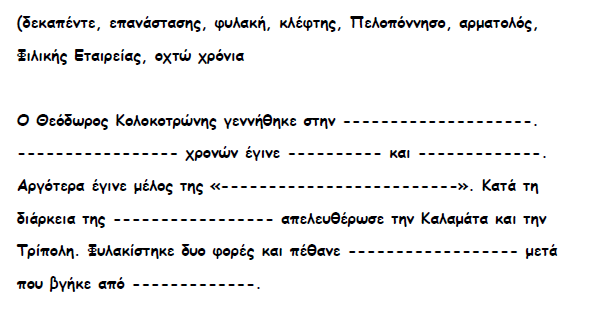 (δεκαπέντε, επανάστασης, φυλακή, κλέφτης, Πελοπόννησο, αρματολός,
Φιλικής Εταιρείας, οχτώ χρόνια
Ο Θεόδωρος Κολοκοτρώνης γεννήθηκε στην --------------------.
----------------- χρονών έγινε ---------- και -------------.
Αργότερα έγινε μέλος της «-------------------------». Κατά τη
διάρκεια της ----------------- απελευθέρωσε την Καλαμάτα και την
Τρίπολη. Φυλακίστηκε δυο φορές και πέθανε ------------------ μετά
που βγήκε από -------------.